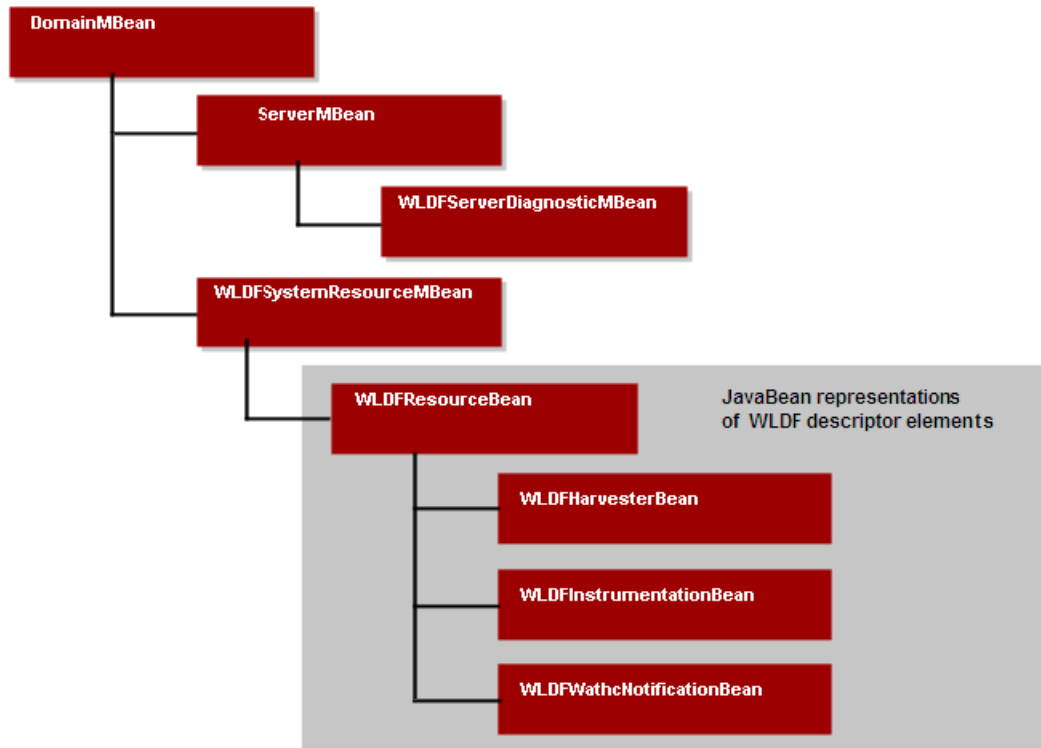 DomainMBean
ServerMBean
WLDFServerDiagnosticMBean
WLDFSystemResourceMBean
WLDFResourceBean
JavaBean representations
of WLDF descriptor elements
WLDFHarvesterBean
WLDFInstrumentationBean
WLDFWathcNotificationBean